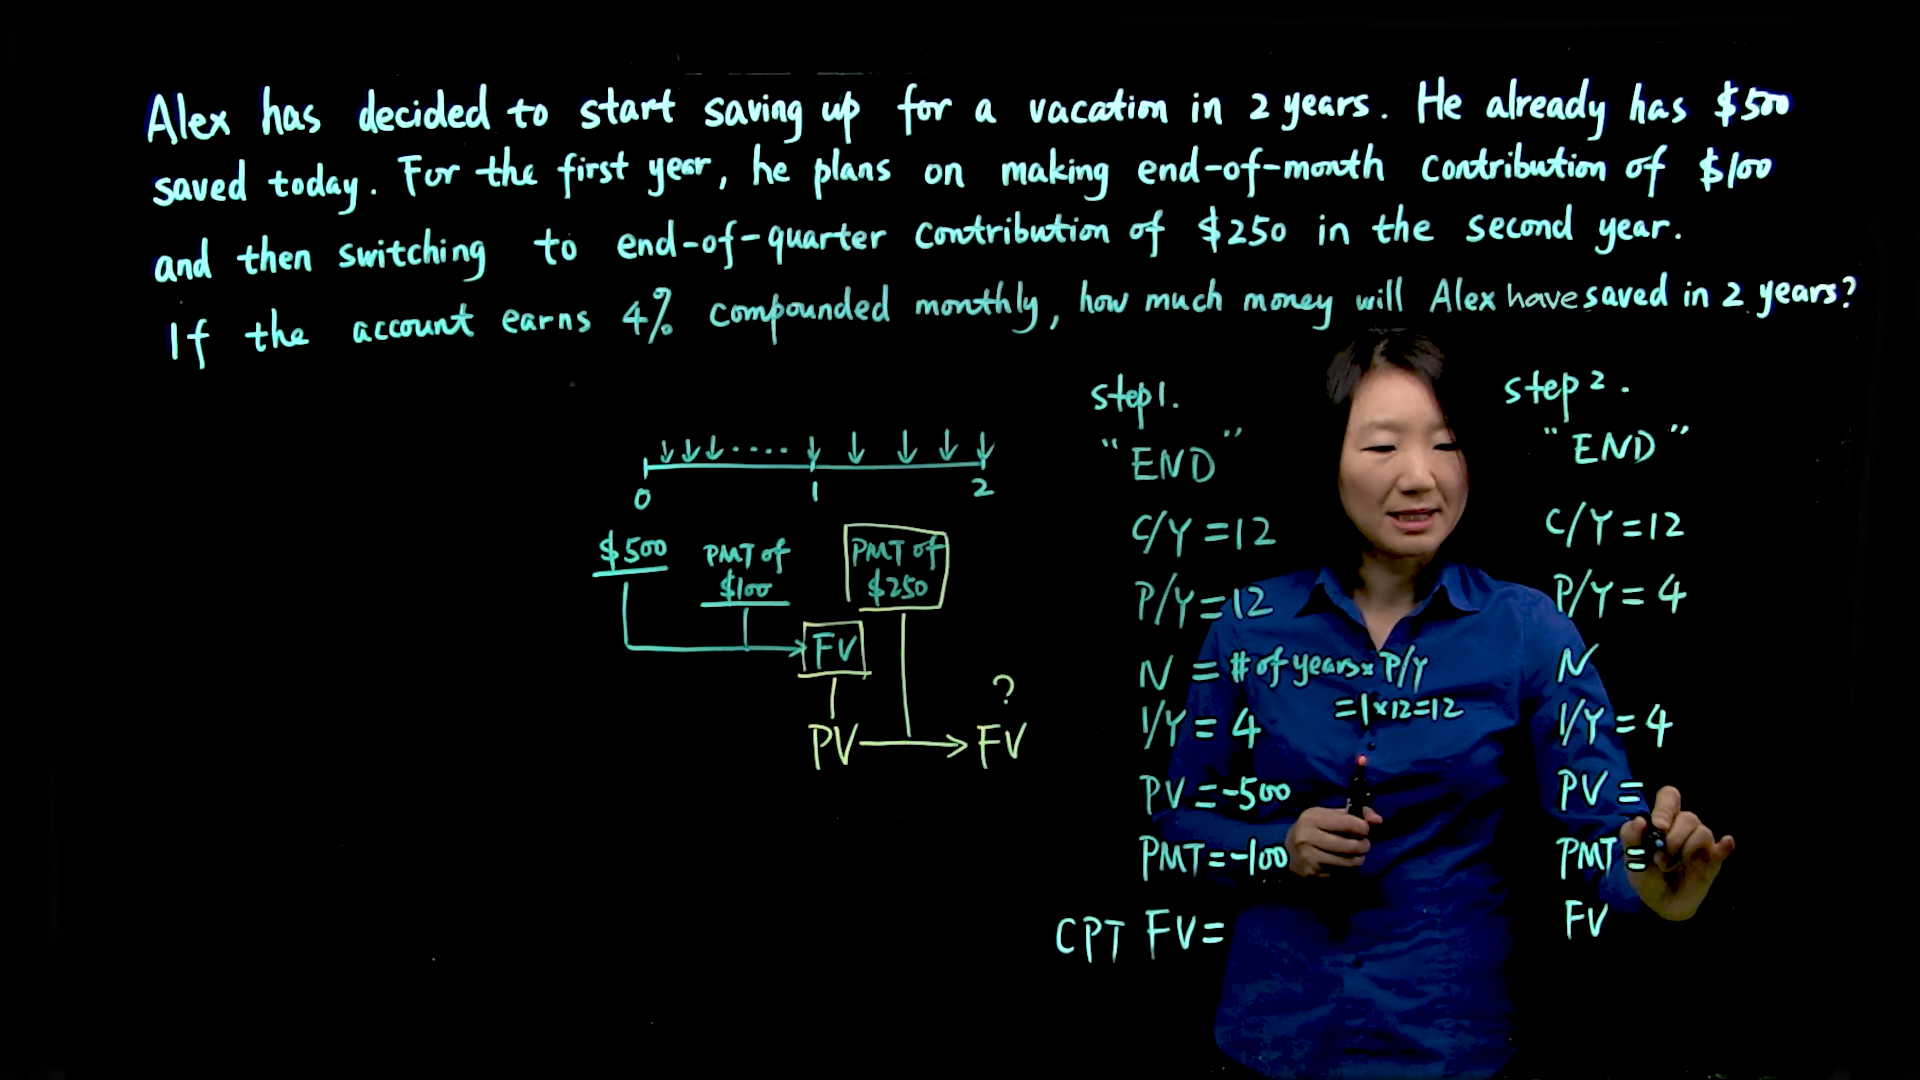 Alex has decided to start saving up for a vacation in 2 years. He already has $500
saved today. For the first year, he plans on making end-of-month contribution of $100
and then switching to end-of-quarter contribution of $250 in the second year.
If the account earns 4% compounded monthly, how much money will Alex have saved in 2 years?
0 1 2
$500
PMT of
$100
PMT of
$250
FV
?
PV FV
step 1.
"END"
C/Y = 12
P/Y = 12
N = # of years × P/Y
= 1 × 12 = 12
I/Y = 4
PV = -500
PMT = -100
CPT FV =
step 2.
"END"
C/Y = 12
P/Y = 4
N
I/Y = 4
PV =
PMT =
FV